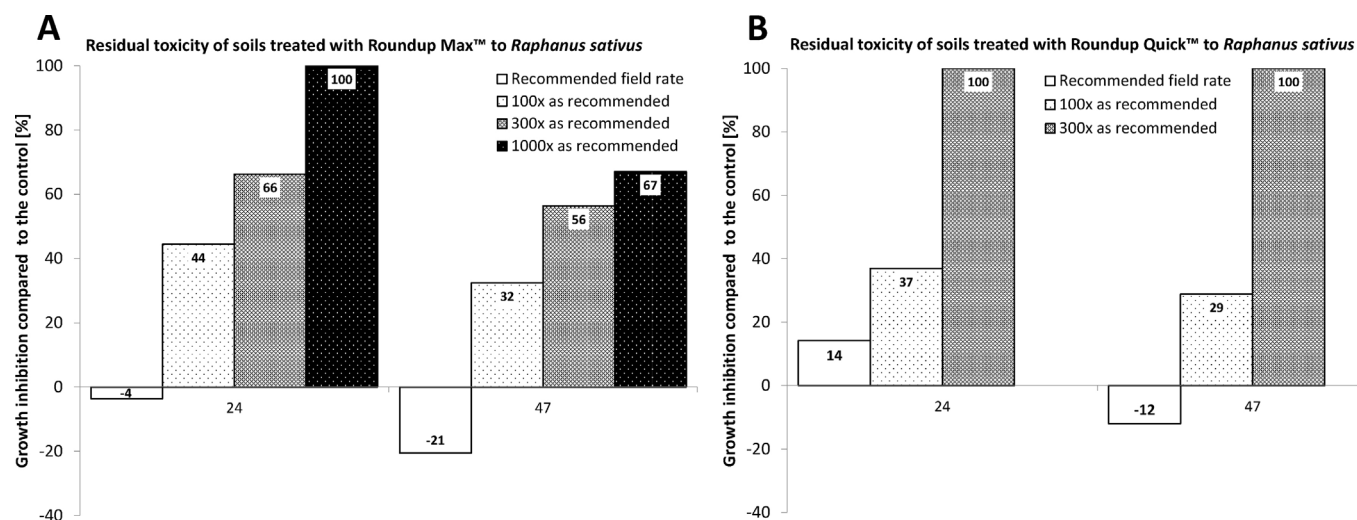 A
Residual toxicity of soils treated with Roundup Max™ to Raphanus sativus
Growth inhibition compared to the control [%]
100
80
60
40
20
0
-20
-40
Recommended field rate
100x as recommended
300x as recommended
1000x as recommended
-4
44
66
100
-21
32
56
67
24
47
B
Residual toxicity of soils treated with Roundup Quick™ to Raphanus sativus
Growth inhibition compared to the control [%]
100
80
60
40
20
0
-20
-40
Recommended field rate
100x as recommended
300x as recommended
14
37
100
-12
29
100
24
47